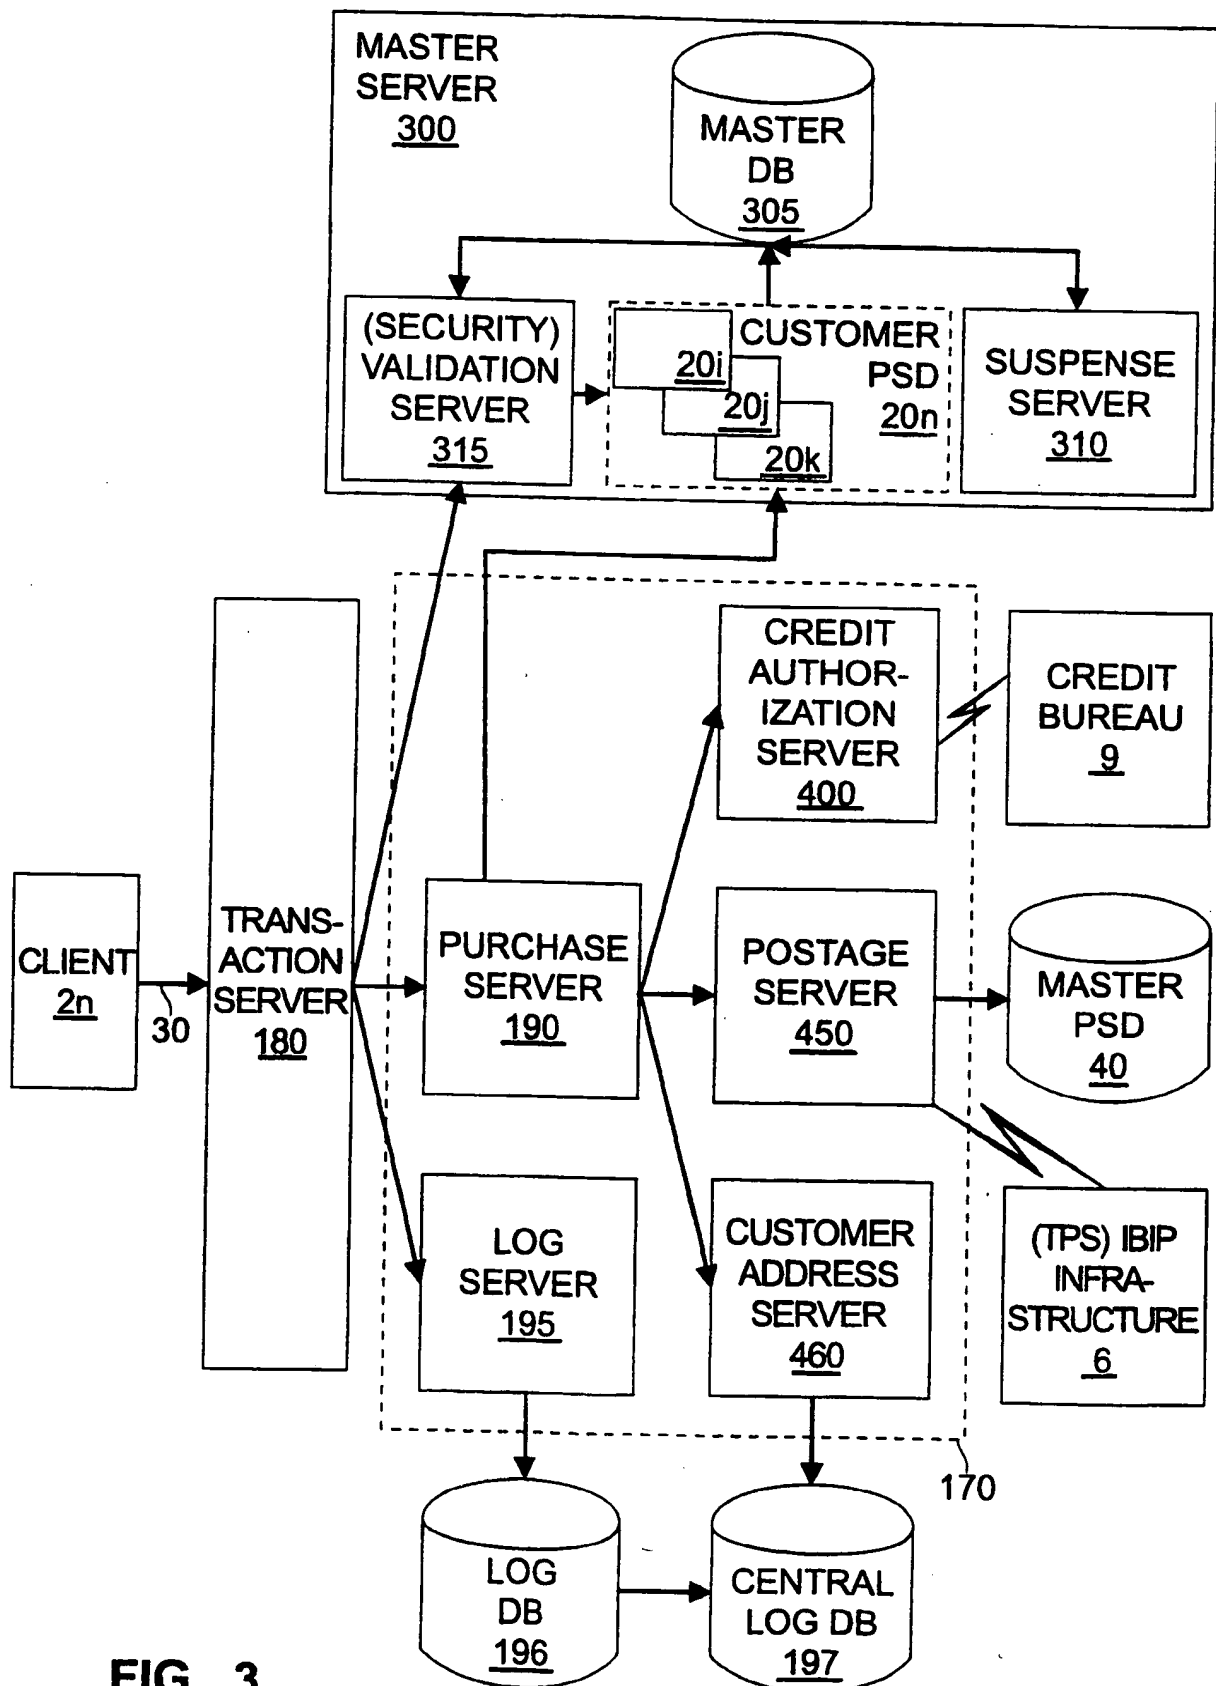 MASTER
SERVER
300
MASTER
DB
305
(SECURITY)
VALIDATION
SERVER
315
CUSTOMER
PSD
20n
20i
20j
20k
SUSPENSE
SERVER
310
CREDIT
AUTHOR-
IZATION
SERVER
400
CREDIT
BUREAU
9
CLIENT
2n
30
TRANS-
ACTION
SERVER
180
PURCHASE
SERVER
190
POSTAGE
SERVER
450
MASTER
PSD
40
LOG
SERVER
195
CUSTOMER
ADDRESS
SERVER
460
(TPS) IBIP
INFRA-
STRUCTURE
6
170
LOG
DB
196
CENTRAL
LOG DB
197
FIG. 3